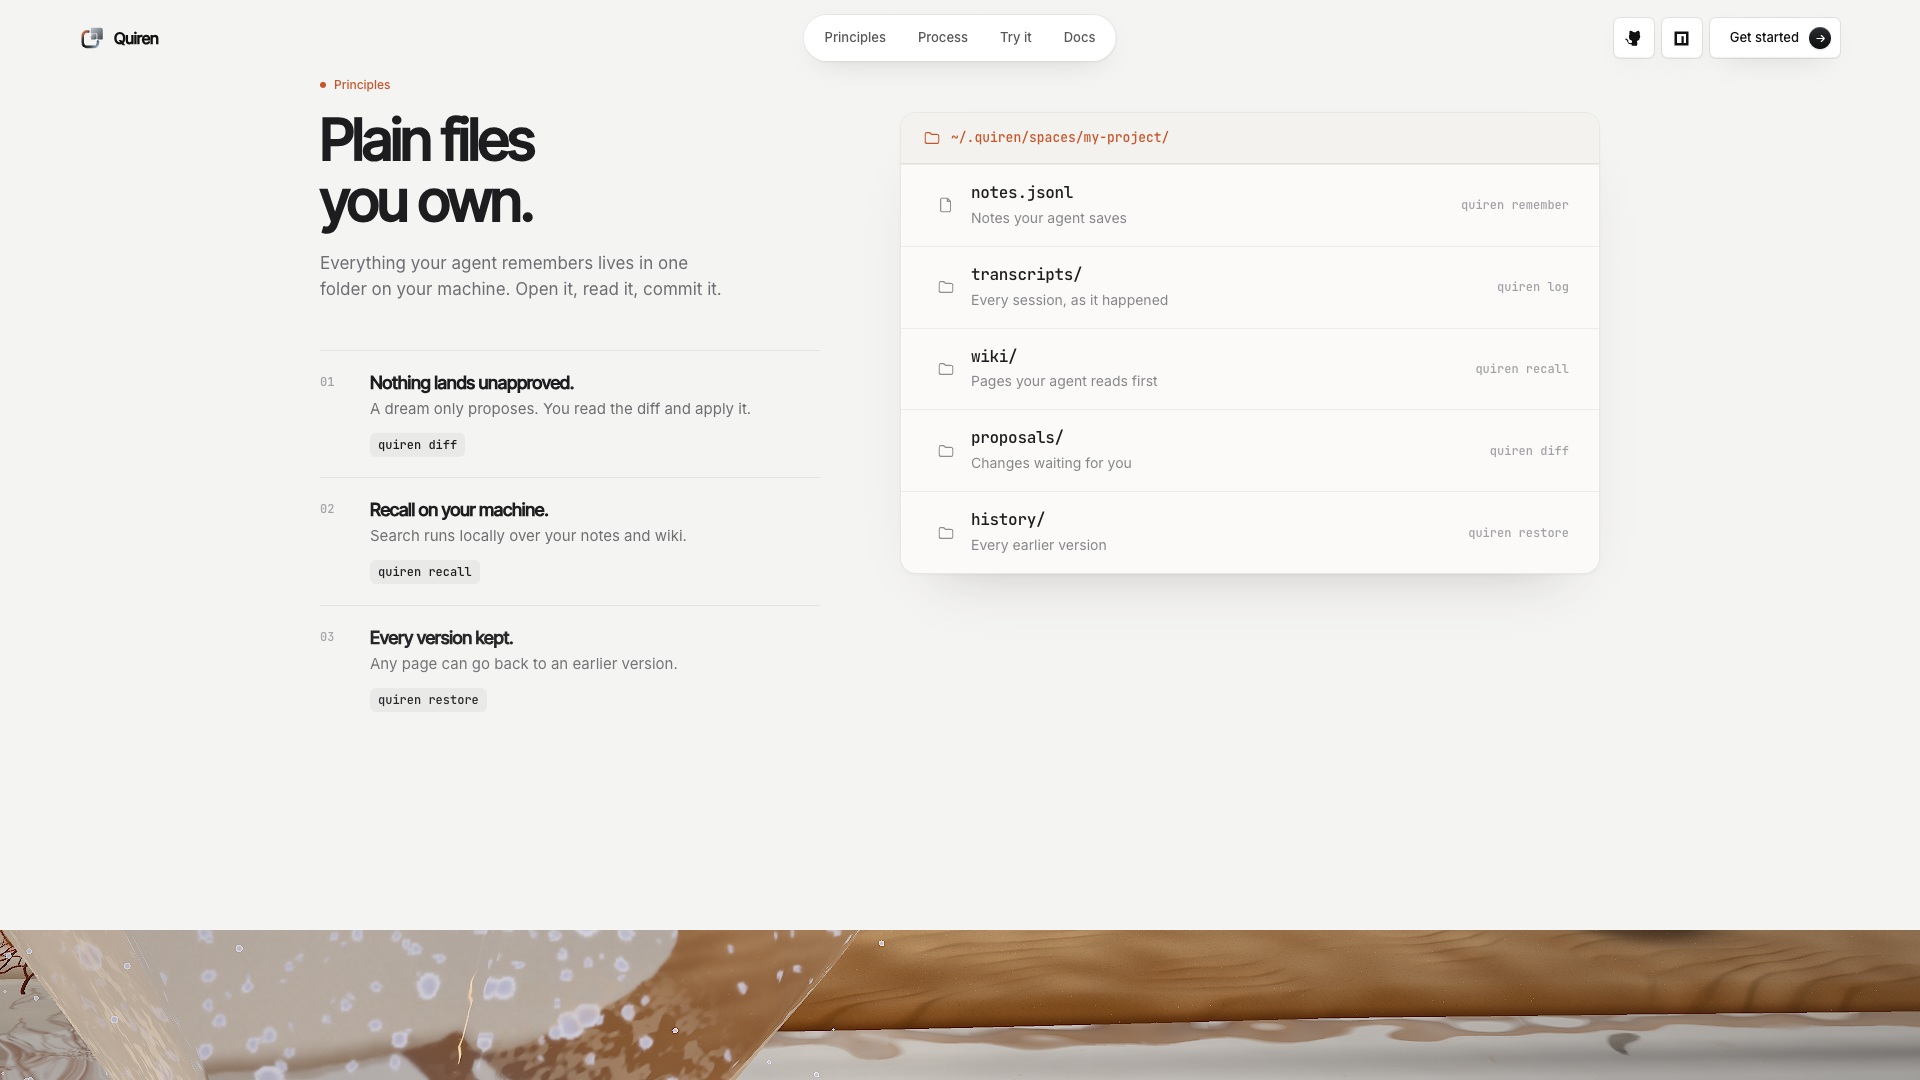 Quiren
Principles
Process
Try it
Docs
Get started
Principles
Plain files
you own.
Everything your agent remembers lives in one
folder on your machine. Open it, read it, commit it.
01
Nothing lands unapproved.
A dream only proposes. You read the diff and apply it.
quiren diff
02
Recall on your machine.
Search runs locally over your notes and wiki.
quiren recall
03
Every version kept.
Any page can go back to an earlier version.
quiren restore
~/.quiren/spaces/my-project/
notes.jsonl
Notes your agent saves
quiren remember
transcripts/
Every session, as it happened
quiren log
wiki/
Pages your agent reads first
quiren recall
proposals/
Changes waiting for you
quiren diff
history/
Every earlier version
quiren restore